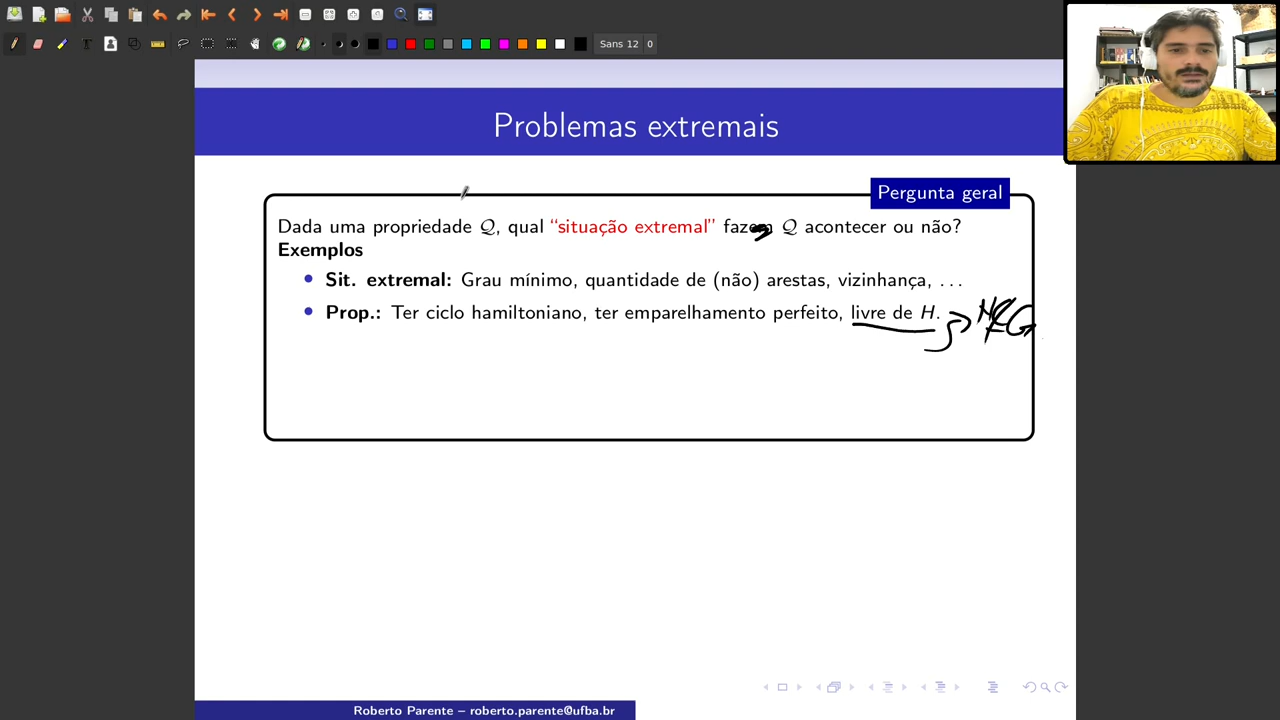 Sans 12 0
Problemas extremais
Pergunta geral
Dada uma propriedade Q, qual “situação extremal” fazem Q acontecer ou não?
Exemplos
Sit. extremal: Grau mínimo, quantidade de (não) arestas, vizinhança, ...
Prop.: Ter ciclo hamiltoniano, ter emparelhamento perfeito, livre de H.
Roberto Parente – roberto.parente@ufba.br